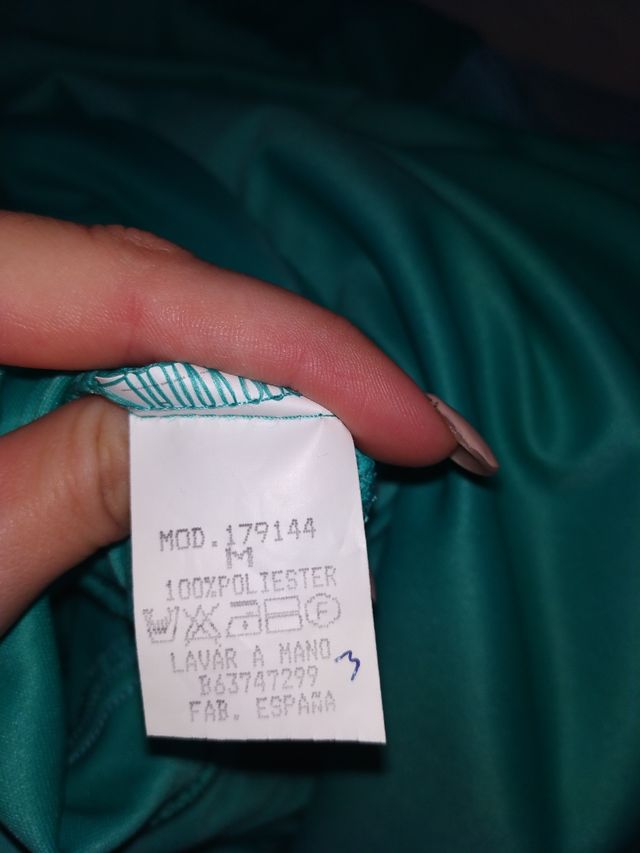 MOD.179144
M
100%POLIESTER
F
LAVAR A MANO
3
B63747299
FAB. ESPAÑA